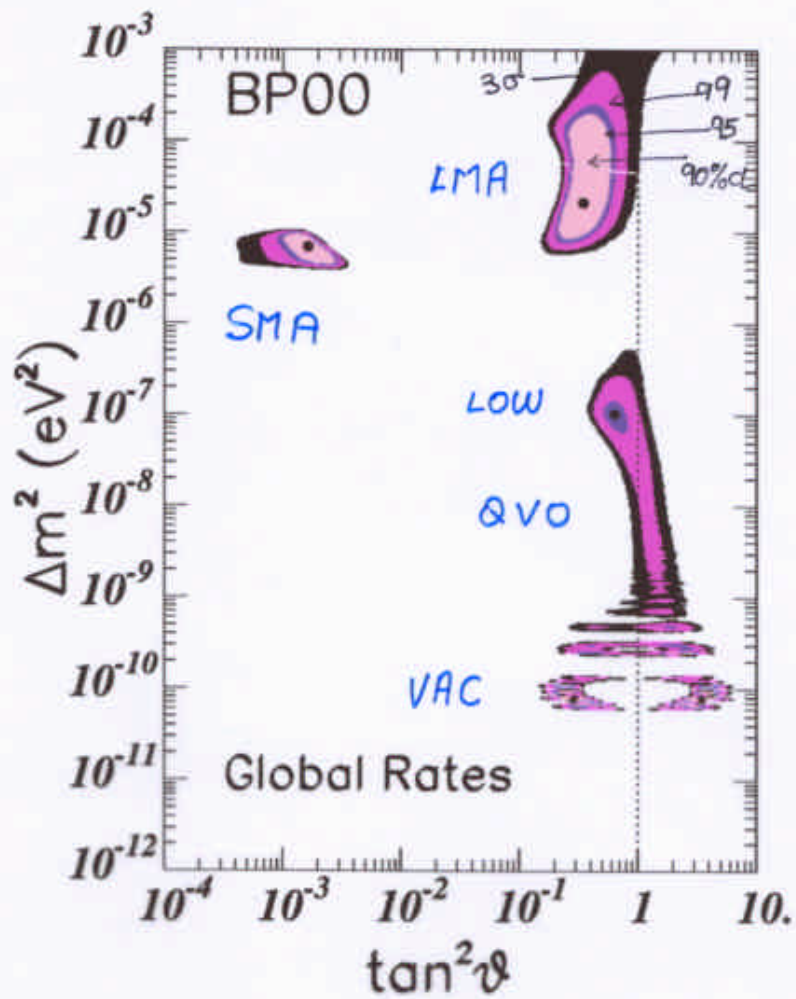 10⁻³
BP00
3σ
99
10⁻⁴
95
LMA
90% cl
10⁻⁵
10⁻⁶
SMA
LOW
10⁻⁷
Δm² (eV²)
QVO
10⁻⁸
10⁻⁹
10⁻¹⁰
VAC
10⁻¹¹
Global Rates
10⁻¹²
10⁻⁴ 10⁻³ 10⁻² 10⁻¹ 1 10.
tan²ϑ